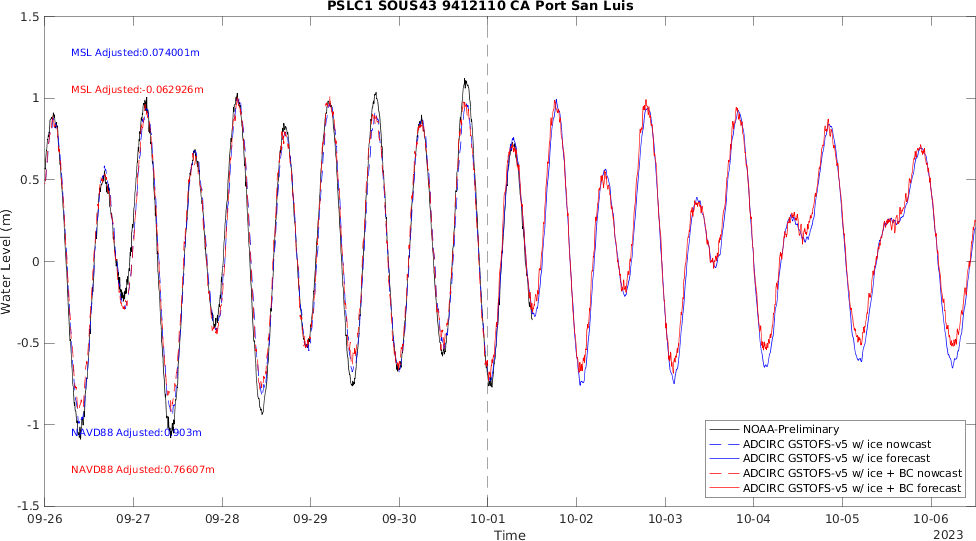 PSLC1 SOUS43 9412110 CA Port San Luis
1.5
1
0.5
0
-0.5
-1
-1.5
Water Level (m)
MSL Adjusted:0.074001m
MSL Adjusted:-0.062926m
NAVD88 Adjusted:0.903m
NAVD88 Adjusted:0.76607m
NOAA-Preliminary
ADCIRC GSTOFS-v5 w/ ice nowcast
ADCIRC GSTOFS-v5 w/ ice forecast
ADCIRC GSTOFS-v5 w/ ice + BC nowcast
ADCIRC GSTOFS-v5 w/ ice + BC forecast
09-26 09-27 09-28 09-29 09-30 10-01 10-02 10-03 10-04 10-05 10-06
Time
2023